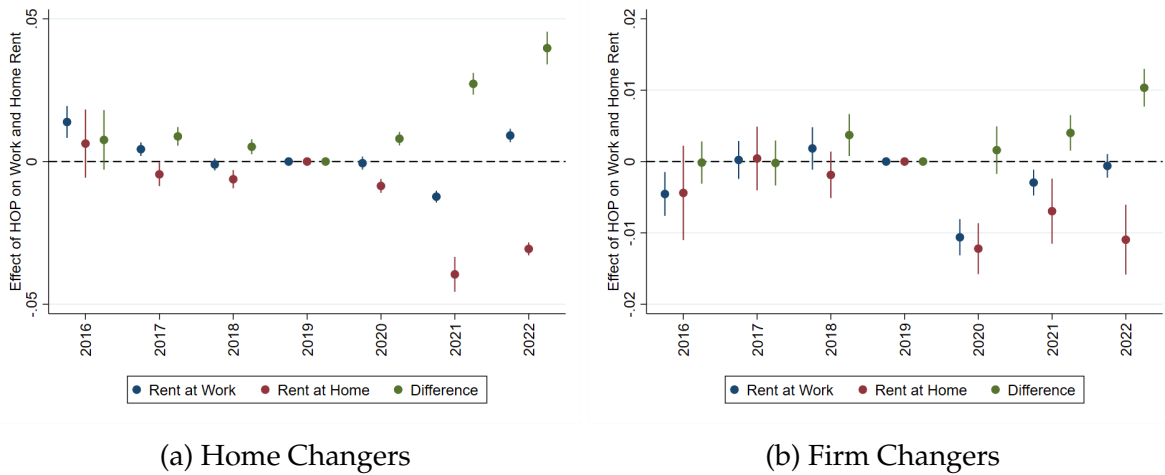 Effect of HOP on Work and Home Rent
.05
0
-.05
2016
2017
2018
2019
2020
2021
2022
Rent at Work
Rent at Home
Difference
(a) Home Changers
Effect of HOP on Work and Home Rent
.02
.01
0
-.01
-.02
2016
2017
2018
2019
2020
2021
2022
Rent at Work
Rent at Home
Difference
(b) Firm Changers